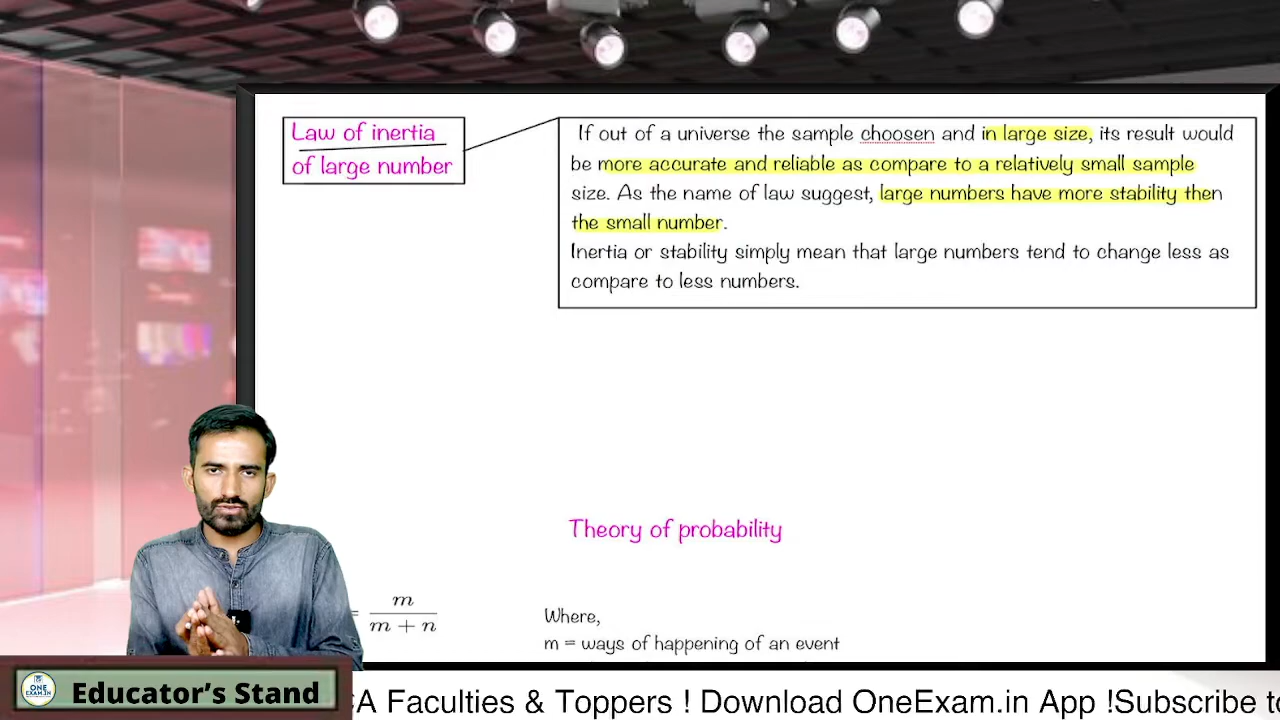 Law of inertia
of large number
If out of a universe the sample choosen and in large size, its result would
be more accurate and reliable as compare to a relatively small sample
size. As the name of law suggest, large numbers have more stability then
the small number.
Inertia or stability simply mean that large numbers tend to change less as
compare to less numbers.
Theory of probability
= m
m + n
Where,
m = ways of happening of an event
ONE
EXAM.IN
Educator's Stand
A Faculties & Toppers ! Download OneExam.in App !Subscribe to